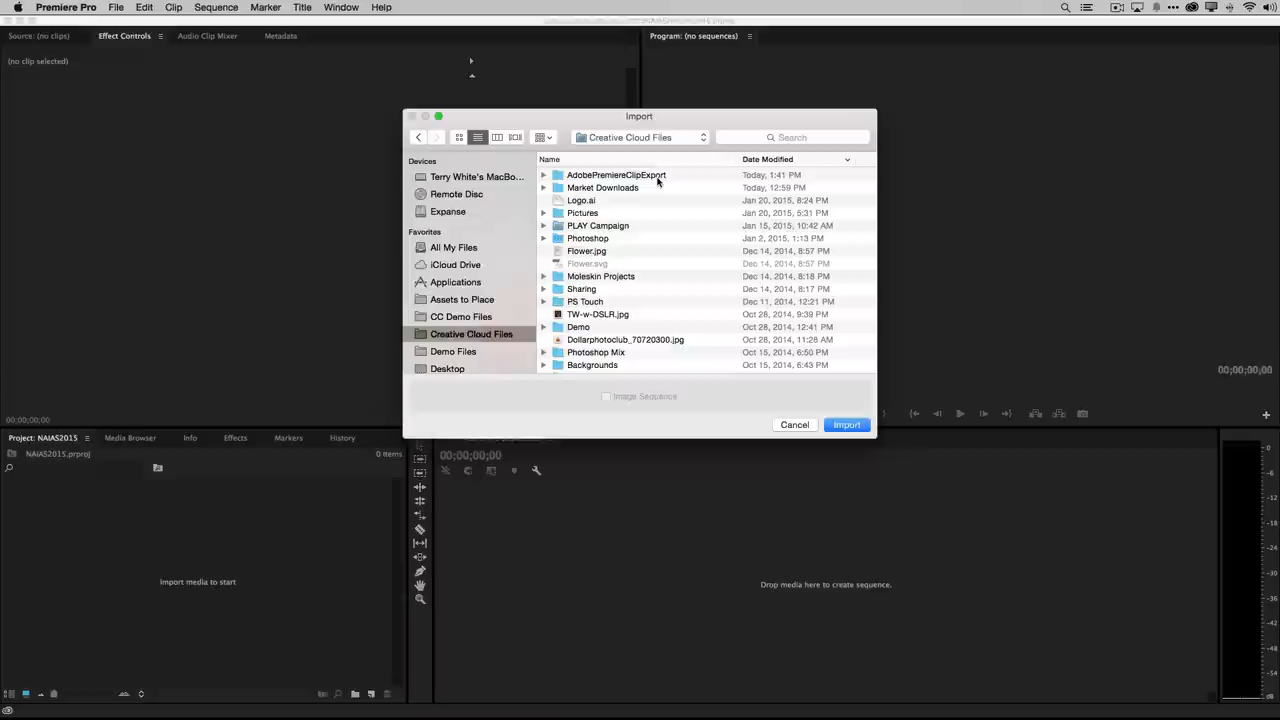 Premiere Pro File Edit Clip Sequence Marker Title Window Help
Source: (no clips) Effect Controls Audio Clip Mixer Metadata Program: (no sequences)
(no clip selected)
Import
Creative Cloud Files Search
Devices
Terry White's MacBo...
Remote Disc
Expanse
Favorites
All My Files
iCloud Drive
Applications
Assets to Place
CC Demo Files
Creative Cloud Files
Demo Files
Desktop
Name Date Modified
AdobePremiereClipExport Today, 1:41 PM
Market Downloads Today, 12:59 PM
Logo.ai Jan 20, 2015, 8:24 PM
Pictures Jan 20, 2015, 5:31 PM
PLAY Campaign Jan 15, 2015, 10:42 AM
Photoshop Jan 2, 2015, 1:13 PM
Flower.jpg Dec 14, 2014, 8:57 PM
Flower.svg Dec 14, 2014, 8:57 PM
Moleskin Projects Dec 14, 2014, 8:18 PM
Sharing Dec 14, 2014, 8:17 PM
PS Touch Dec 11, 2014, 12:21 PM
TW-w-DSLR.jpg Oct 28, 2014, 9:39 PM
Demo Oct 28, 2014, 12:41 PM
Dollarphotoclub_70720300.jpg Oct 28, 2014, 11:28 AM
Photoshop Mix Oct 15, 2014, 6:50 PM
Backgrounds Oct 15, 2014, 6:43 PM
Image Sequence
Cancel Import
00;00;00;00
00;00;00;00
Project: NAIAS2015 Media Browser Info Effects Markers History
NAIAS2015.prproj 0 Items
00;00;00;00
Import media to start
Drop media here to create sequence.
0
-6
-12
-18
-24
-30
-36
-42
-48
-54
dB